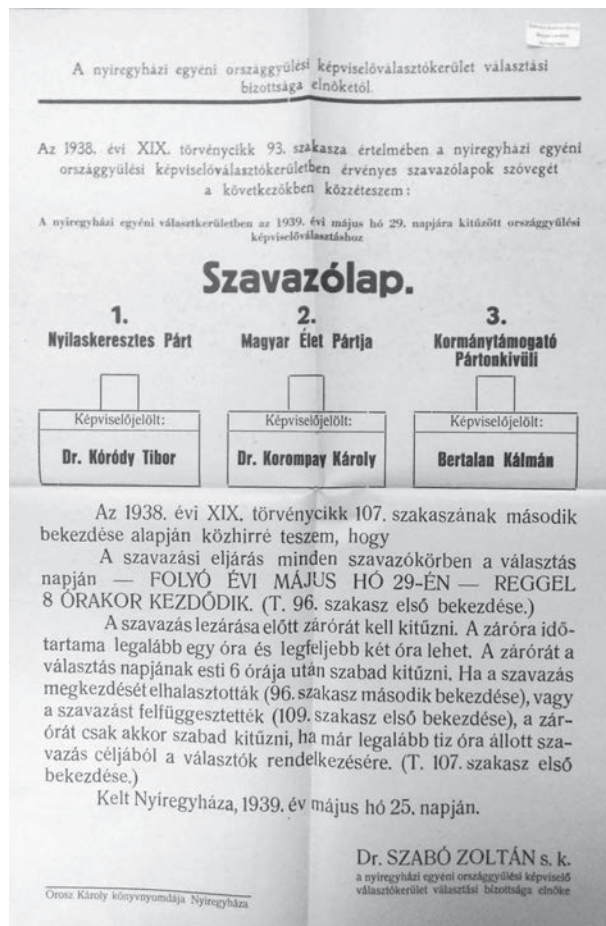 A nyiregyházi egyéni országgyűlési képviselőválasztókerület választási
bizottsága elnökétől.
Az 1938. évi XIX. törvénycikk 93. szakasza értelmében a nyiregyházi egyéni
országgyűlési képviselőválasztókerületben érvényes szavazólapok szövegét
a következőkben közzéteszem:
A nyiregyházi egyéni választkerületben az 1939. évi május hó 29. napjára kitűzött országgyűlési
képviselőválasztáshoz
Szavazólap.
1.
Nyilaskeresztes Párt
Képviselőjelölt:
Dr. Kóródy Tibor
2.
Magyar Élet Pártja
Képviselőjelölt:
Dr. Korompay Károly
3.
Kormánytámogató
Pártonkivüli
Képviselőjelölt:
Bertalan Kálmán
Az 1938. évi XIX. törvénycikk 107. szakaszának második
bekezdése alapján közhirré teszem, hogy
A szavazási eljárás minden szavazókörben a választás
napján — FOLYÓ ÉVI MÁJUS HÓ 29-ÉN — REGGEL
8 ÓRAKOR KEZDŐDIK. (T. 96. szakasz első bekezdése.)
A szavazás lezárása előtt zárórát kell kitűzni. A záróra idő-
tartama legalább egy óra és legfeljebb két óra lehet. A zárórát a
választás napjának esti 6 órája után szabad kitűzni. Ha a szavazás
megkezdését elhalasztották (96. szakasz második bekezdése), vagy
a szavazást felfüggesztették (109. szakasz első bekezdése), a zár-
órát csak akkor szabad kitűzni, ha már legalább tiz óra állott sza-
vazás céljából a választók rendelkezésére. (T. 107. szakasz első
bekezdése.)
Kelt Nyíregyháza, 1939. év május hó 25. napján.
Dr. SZABÓ ZOLTÁN s. k.
a nyiregyházi egyéni országgyűlési képviselő
választókerület választási bizottsága elnöke
Orosz Károly könyvnyomdája Nyiregyháza